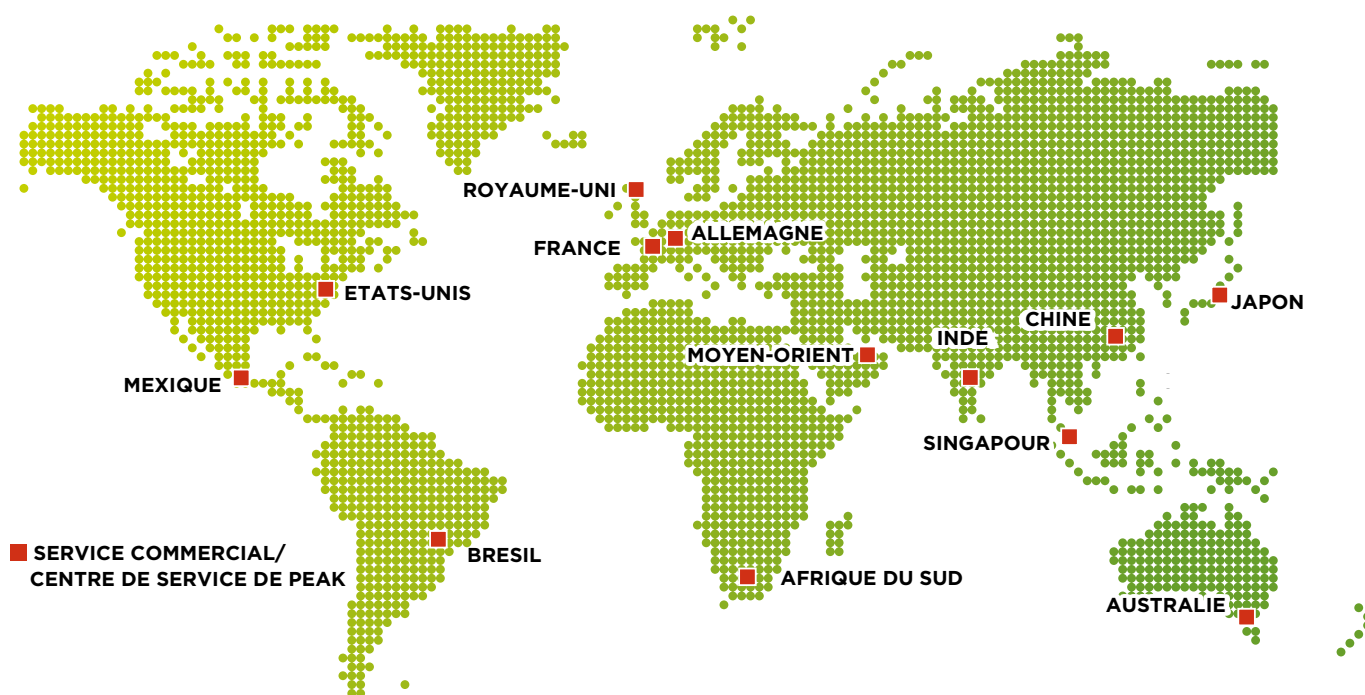 ROYAUME-UNI
ALLEMAGNE
FRANCE
ETATS-UNIS
JAPON
CHINE
INDE
MOYEN-ORIENT
MEXIQUE
SINGAPOUR
SERVICE COMMERCIAL/
CENTRE DE SERVICE DE PEAK
BRESIL
AFRIQUE DU SUD
AUSTRALIE